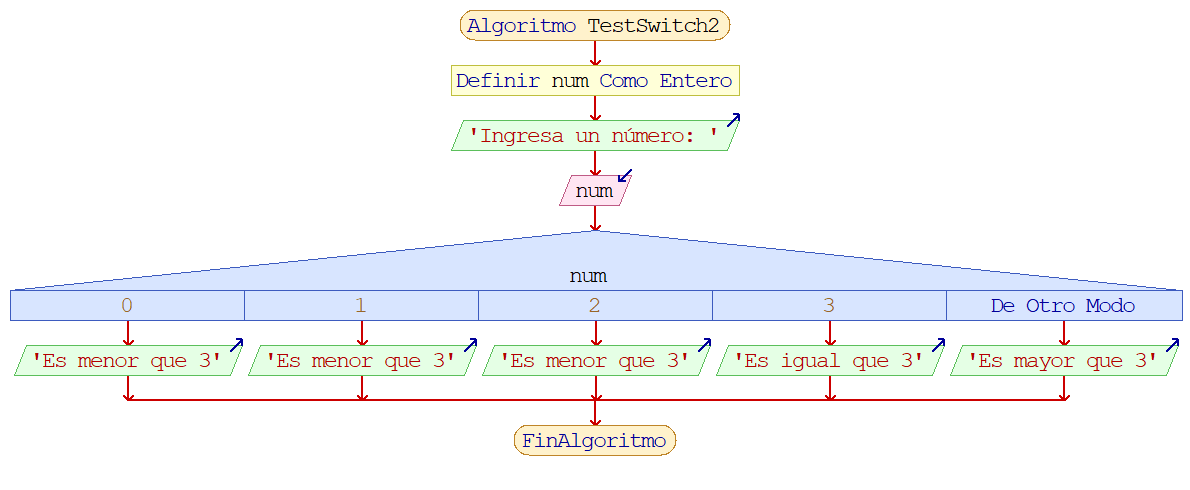 Algoritmo TestSwitch2
Definir num Como Entero
'Ingresa un número: '
num
num
0 1 2 3 De Otro Modo
'Es menor que 3' 'Es menor que 3' 'Es menor que 3' 'Es igual que 3' 'Es mayor que 3'
FinAlgoritmo